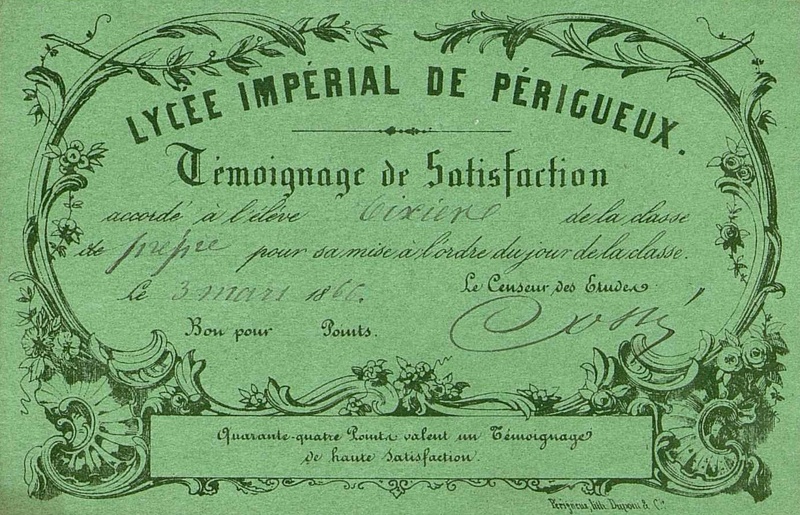 LYCÉE IMPÉRIAL DE PÉRIGUEUX.
Témoignage de Satisfaction
accordé à l'élève Tixier de la classe
de prépre pour sa mise à l'ordre du jour de la classe.
Le 3 mars 1866.
Le Censeur des Etudes
Bon pour Points.
Quarante-quatre Points valent un Témoignage
de haute Satisfaction.
Périgueux, lith. Dupont & Cie